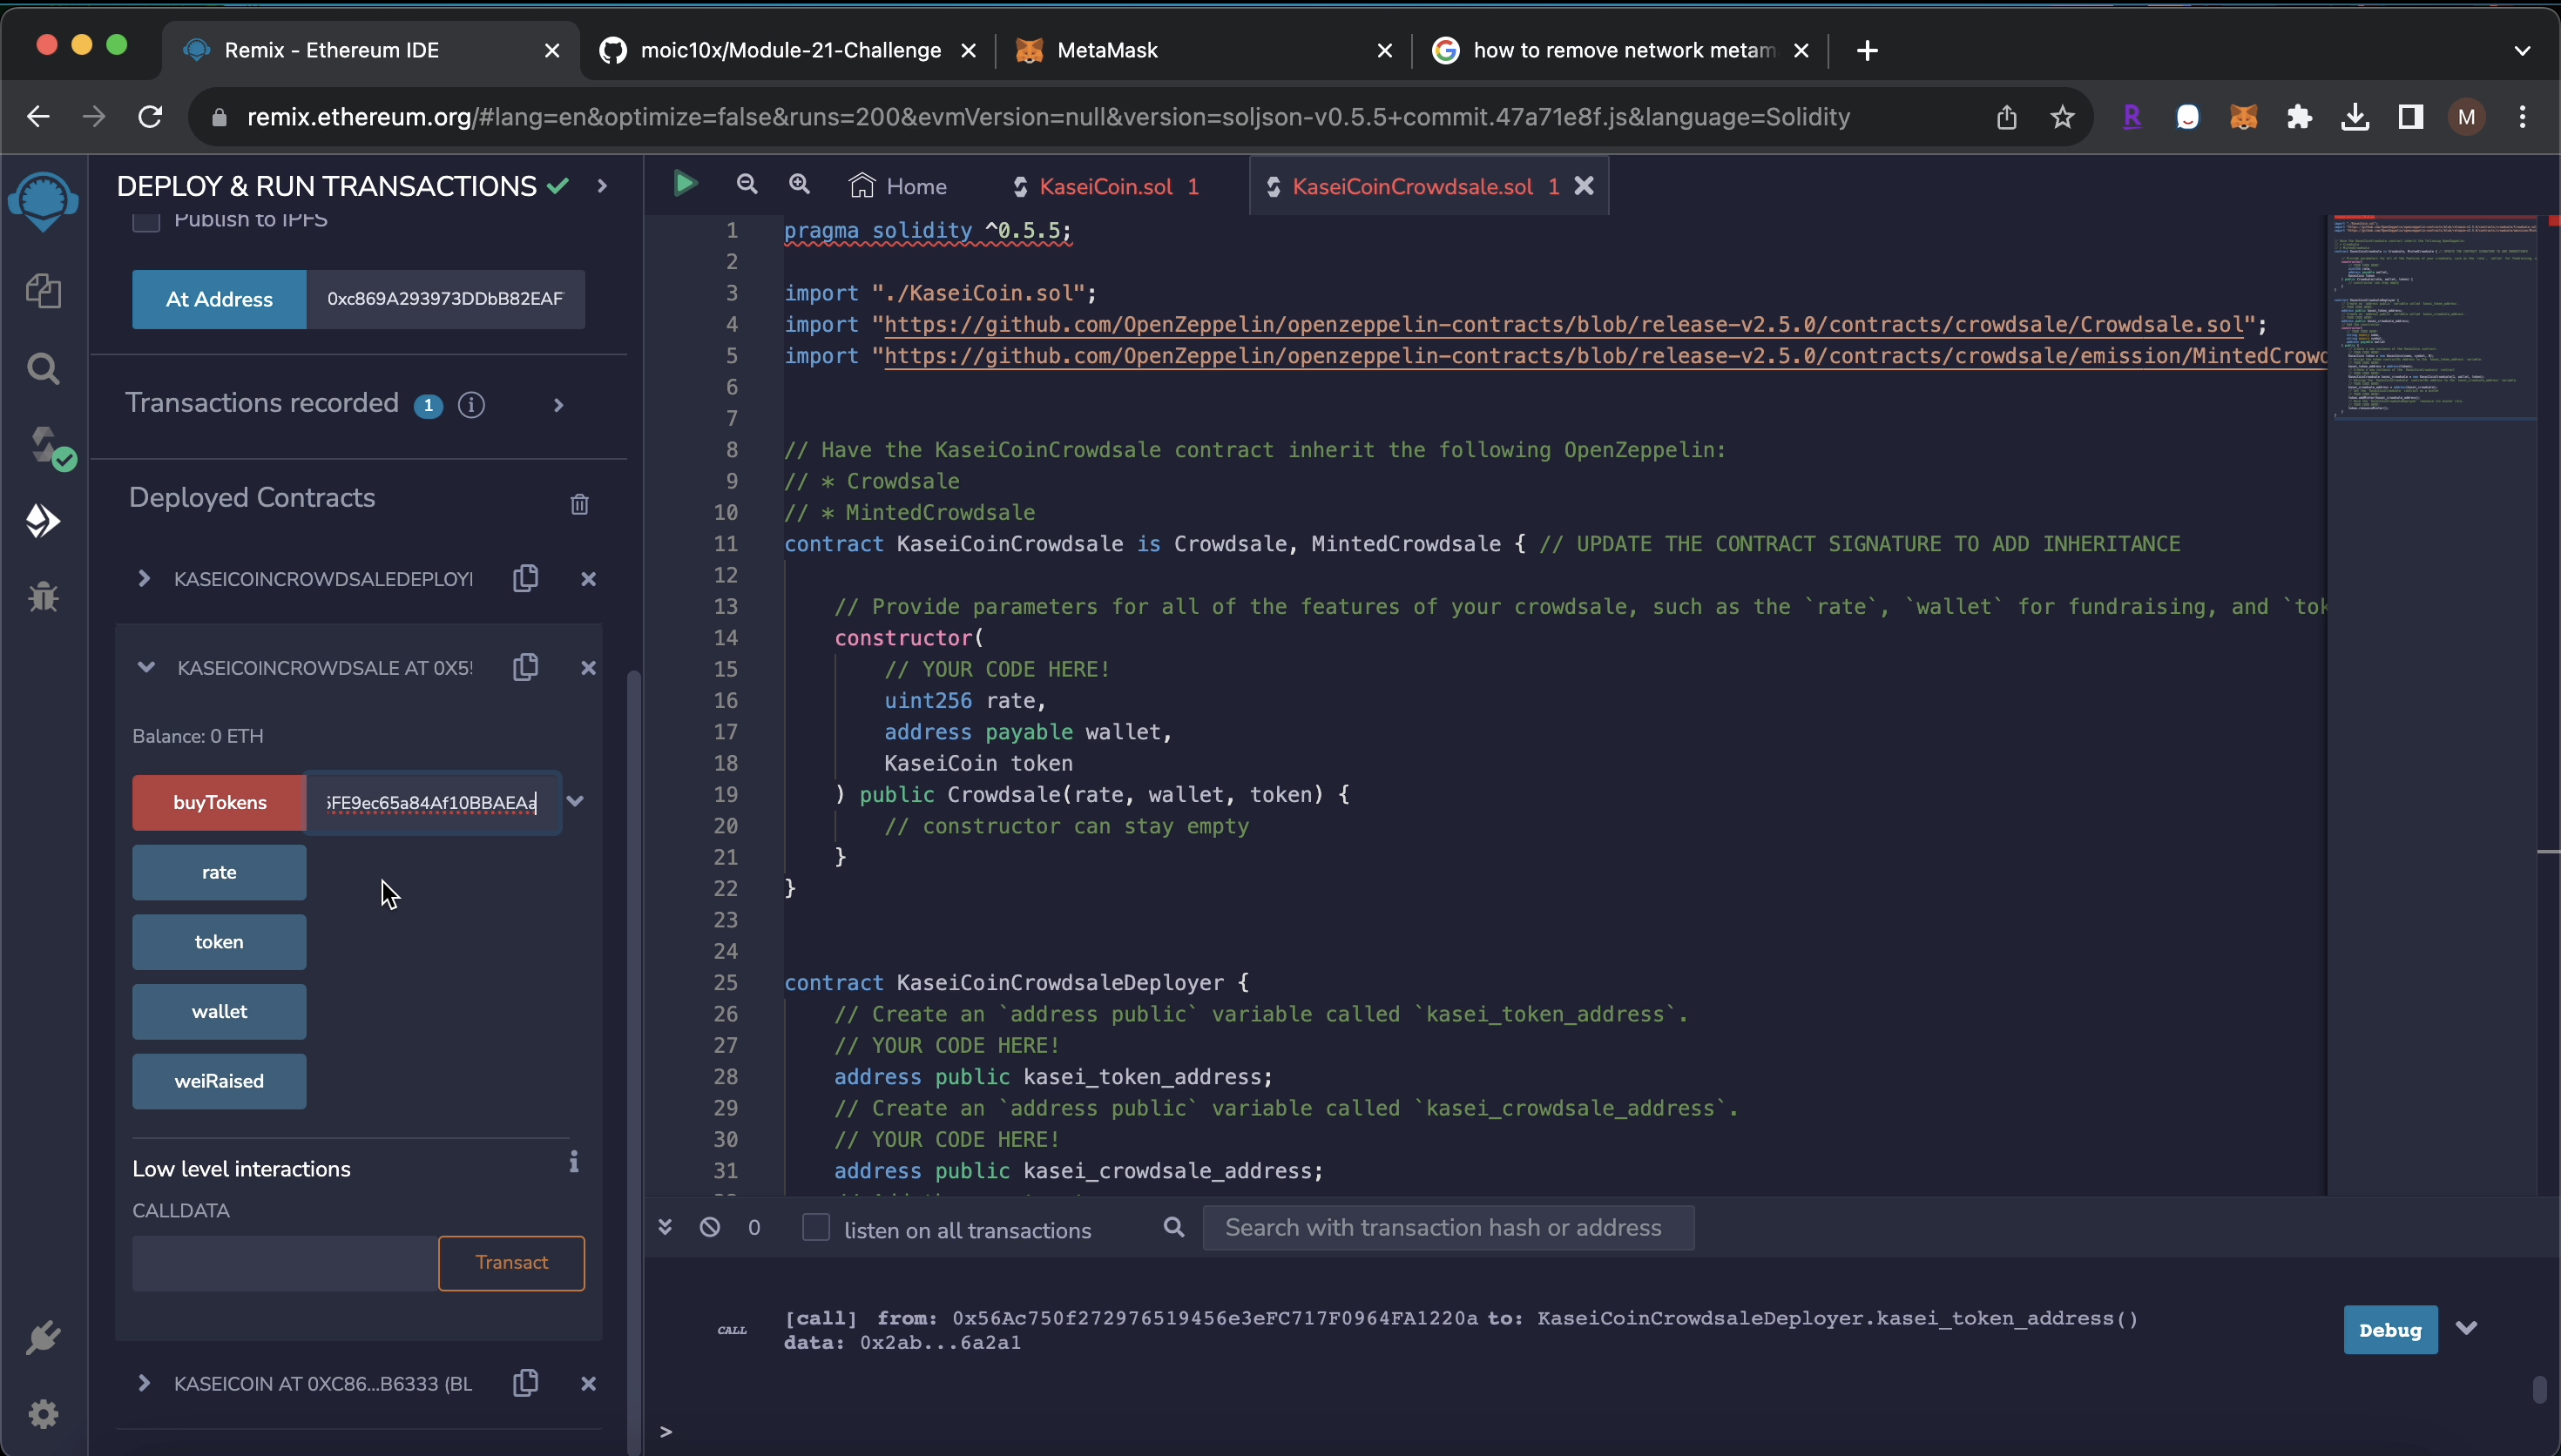 Remix - Ethereum IDE
moic10x/Module-21-Challenge
MetaMask
how to remove network metam
remix.ethereum.org/#lang=en&optimize=false&runs=200&evmVersion=null&version=soljson-v0.5.5+commit.47a71e8f.js&language=Solidity
R
M
DEPLOY & RUN TRANSACTIONS
Publish to IPFS
At Address
0xc869A293973DDbB82EAF
Transactions recorded 1
Deployed Contracts
KASEICOINCROWDSALEDEPLOYI
KASEICOINCROWDSALE AT 0X5
Balance: 0 ETH
buyTokens
FE9ec65a84Af10BBAEAa
rate
token
wallet
weiRaised
Low level interactions
CALLDATA
Transact
KASEICOIN AT 0XC86...B6333 (BL
Home
KaseiCoin.sol 1
KaseiCoinCrowdsale.sol 1
1 pragma solidity ^0.5.5;
2
3 import "./KaseiCoin.sol";
4 import "https://github.com/OpenZeppelin/openzeppelin-contracts/blob/release-v2.5.0/contracts/crowdsale/Crowdsale.sol";
5 import "https://github.com/OpenZeppelin/openzeppelin-contracts/blob/release-v2.5.0/contracts/crowdsale/emission/MintedCrowd
6
7
8 // Have the KaseiCoinCrowdsale contract inherit the following OpenZeppelin:
9 // * Crowdsale
10 // * MintedCrowdsale
11 contract KaseiCoinCrowdsale is Crowdsale, MintedCrowdsale { // UPDATE THE CONTRACT SIGNATURE TO ADD INHERITANCE
12
13 // Provide parameters for all of the features of your crowdsale, such as the `rate`, `wallet` for fundraising, and `tok
14 constructor(
15 // YOUR CODE HERE!
16 uint256 rate,
17 address payable wallet,
18 KaseiCoin token
19 ) public Crowdsale(rate, wallet, token) {
20 // constructor can stay empty
21 }
22 }
23
24
25 contract KaseiCoinCrowdsaleDeployer {
26 // Create an `address public` variable called `kasei_token_address`.
27 // YOUR CODE HERE!
28 address public kasei_token_address;
29 // Create an `address public` variable called `kasei_crowdsale_address`.
30 // YOUR CODE HERE!
31 address public kasei_crowdsale_address;
0
listen on all transactions
Search with transaction hash or address
CALL
[call] from: 0x56Ac750f272976519456e3eFC717F0964FA1220a to: KaseiCoinCrowdsaleDeployer.kasei_token_address()
data: 0x2ab...6a2a1
Debug
>